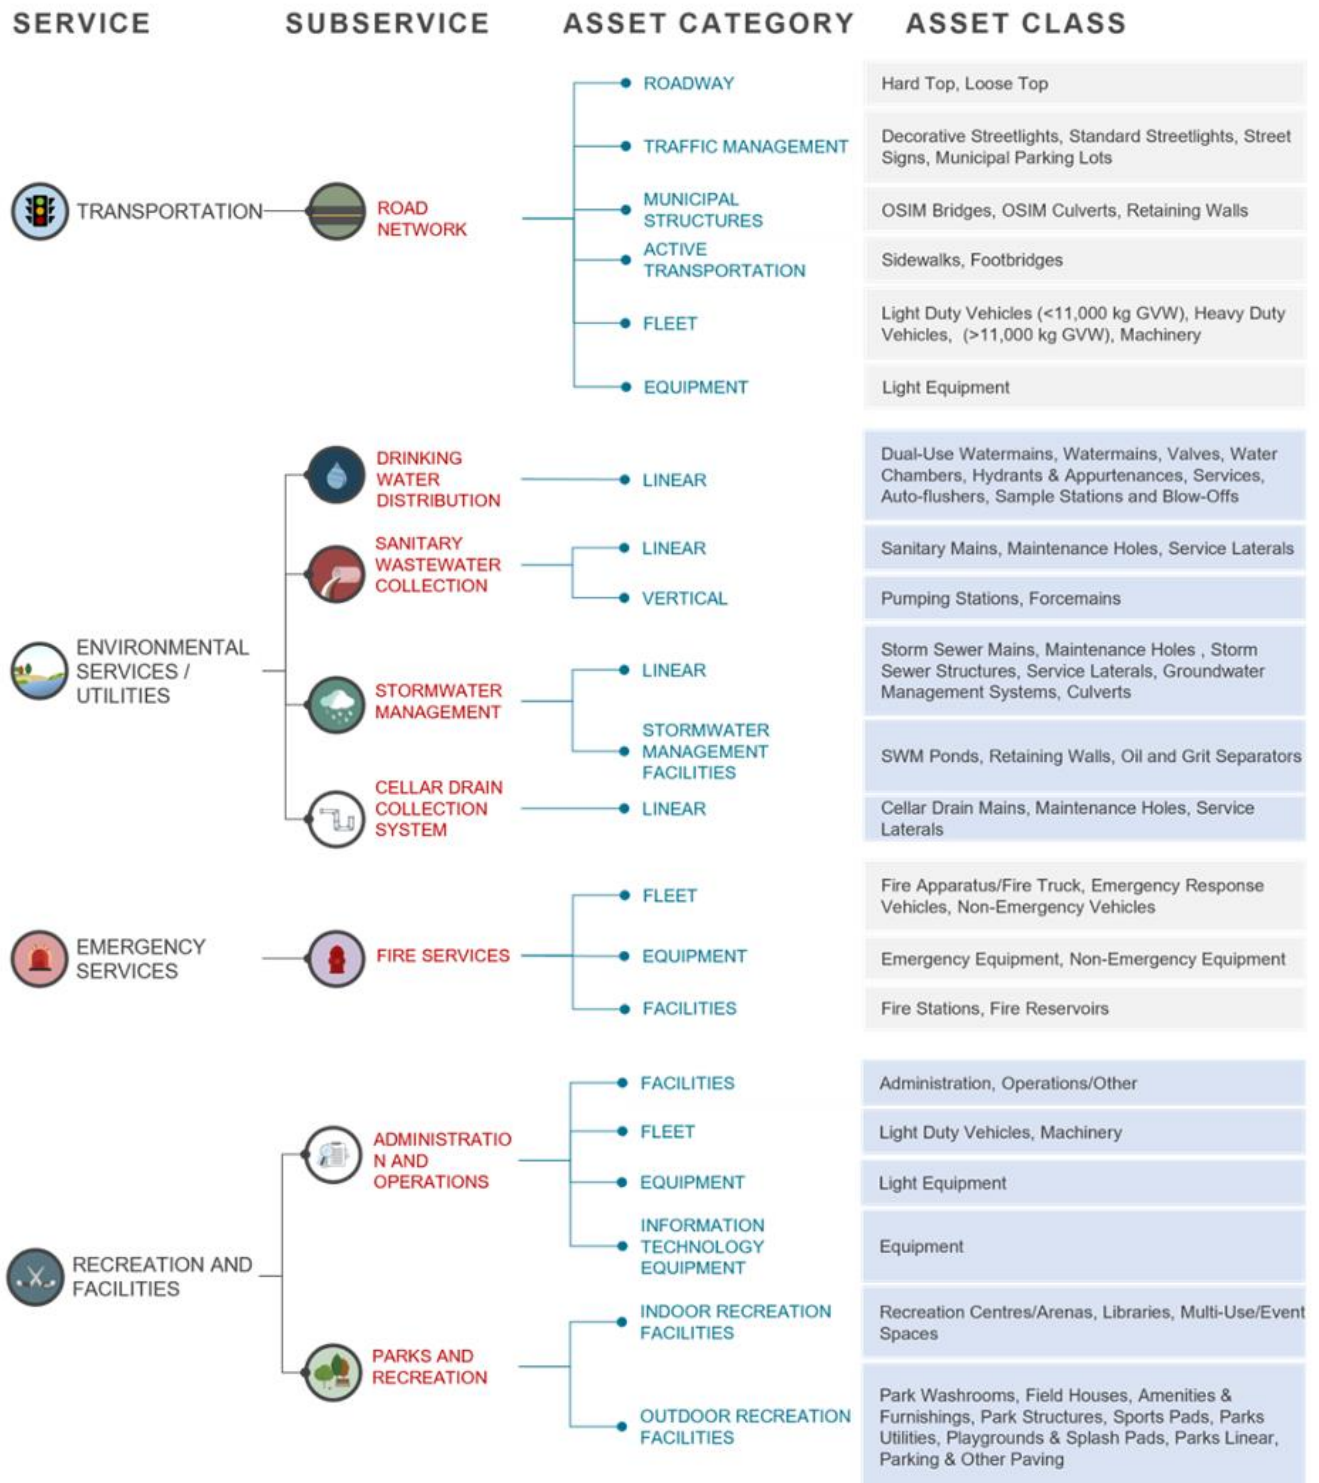 SERVICE
SUBSERVICE
ASSET CATEGORY
ASSET CLASS
TRANSPORTATION
ROAD
NETWORK
ROADWAY
Hard Top, Loose Top
TRAFFIC MANAGEMENT
Decorative Streetlights, Standard Streetlights, Street
Signs, Municipal Parking Lots
MUNICIPAL
STRUCTURES
OSIM Bridges, OSIM Culverts, Retaining Walls
ACTIVE
TRANSPORTATION
Sidewalks, Footbridges
FLEET
Light Duty Vehicles (<11,000 kg GVW), Heavy Duty
Vehicles, (>11,000 kg GVW), Machinery
EQUIPMENT
Light Equipment
ENVIRONMENTAL
SERVICES /
UTILITIES
DRINKING
WATER
DISTRIBUTION
LINEAR
Dual-Use Watermains, Watermains, Valves, Water
Chambers, Hydrants & Appurtenances, Services,
Auto-flushers, Sample Stations and Blow-Offs
SANITARY
WASTEWATER
COLLECTION
LINEAR
Sanitary Mains, Maintenance Holes, Service Laterals
VERTICAL
Pumping Stations, Forcemains
STORMWATER
MANAGEMENT
LINEAR
Storm Sewer Mains, Maintenance Holes , Storm
Sewer Structures, Service Laterals, Groundwater
Management Systems, Culverts
STORMWATER
MANAGEMENT
FACILITIES
SWM Ponds, Retaining Walls, Oil and Grit Separators
CELLAR DRAIN
COLLECTION
SYSTEM
LINEAR
Cellar Drain Mains, Maintenance Holes, Service
Laterals
EMERGENCY
SERVICES
FIRE SERVICES
FLEET
Fire Apparatus/Fire Truck, Emergency Response
Vehicles, Non-Emergency Vehicles
EQUIPMENT
Emergency Equipment, Non-Emergency Equipment
FACILITIES
Fire Stations, Fire Reservoirs
RECREATION AND
FACILITIES
ADMINISTRATIO
N AND
OPERATIONS
FACILITIES
Administration, Operations/Other
FLEET
Light Duty Vehicles, Machinery
EQUIPMENT
Light Equipment
INFORMATION
TECHNOLOGY
EQUIPMENT
Equipment
PARKS AND
RECREATION
INDOOR RECREATION
FACILITIES
Recreation Centres/Arenas, Libraries, Multi-Use/Event
Spaces
OUTDOOR RECREATION
FACILITIES
Park Washrooms, Field Houses, Amenities &
Furnishings, Park Structures, Sports Pads, Parks
Utilities, Playgrounds & Splash Pads, Parks Linear,
Parking & Other Paving